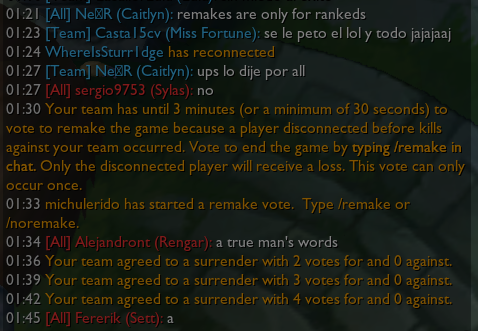 01:21 [All] Ne▯R (Caitlyn): remakes are only for rankeds
01:23 [Team] Casta15cv (Miss Fortune): se le peto el lol y todo jajajaaj
01:24 WhereIsSturr1dge has reconnected
01:27 [Team] Ne▯R (Caitlyn): ups lo dije por all
01:27 [All] sergio9753 (Sylas): no
01:30 Your team has until 3 minutes (or a minimum of 30 seconds) to
vote to remake the game because a player disconnected before kills
against your team occurred. Vote to end the game by typing /remake in
chat. Only the disconnected player will receive a loss. This vote can only
occur once.
01:33 michulerido has started a remake vote. Type /remake or
/noremake.
01:34 [All] Alejandront (Rengar): a true man's words
01:36 Your team agreed to a surrender with 2 votes for and 0 against.
01:39 Your team agreed to a surrender with 3 votes for and 0 against.
01:42 Your team agreed to a surrender with 4 votes for and 0 against.
01:45 [All] Fererik (Sett): a